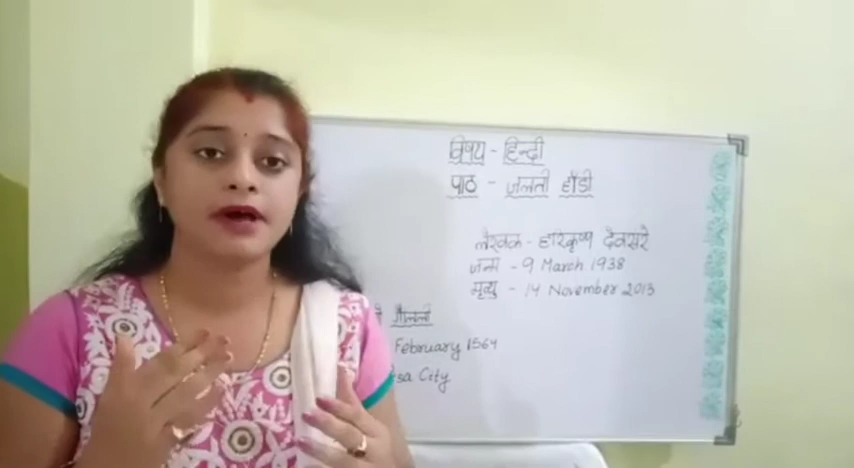 विषय - हिन्दी
पाठ - जलती हाँडी
लेखक - हरिकृष्ण देवसरे
जन्म - 9 March 1938
मृत्यु - 14 November 2013
February 1564
City